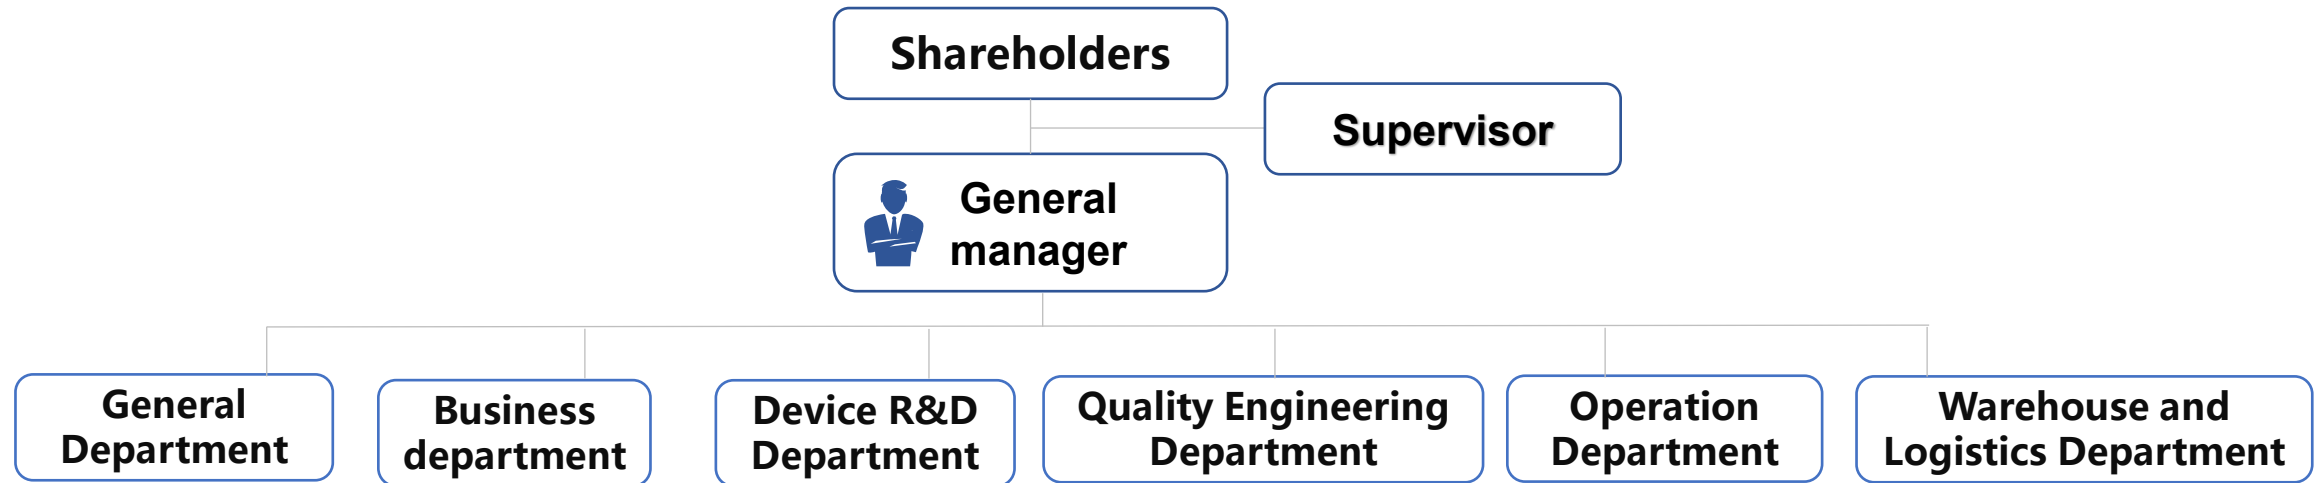 Shareholders
Supervisor
General
manager
General
Department
Business
department
Device R&D
Department
Quality Engineering
Department
Operation
Department
Warehouse and
Logistics Department